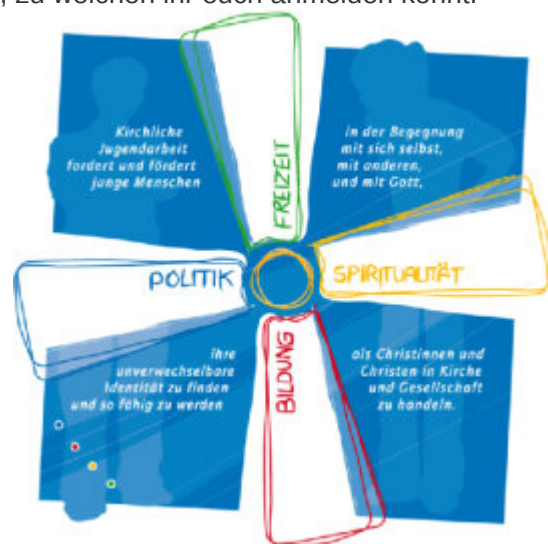 , zu welchen ihr euch anmelden könnt.
Kirchliche
Jugendarbeit
fordert und fördert
junge Menschen
in der Begegnung
mit sich selbst,
mit anderen,
und mit Gott,
FREIZEIT
POLITIK
SPIRITUALITÄT
BILDUNG
ihre
unverwechselbare
Identität zu finden
und so fähig zu werden
als Christinnen und
Christen in Kirche
und Gesellschaft
zu handeln.